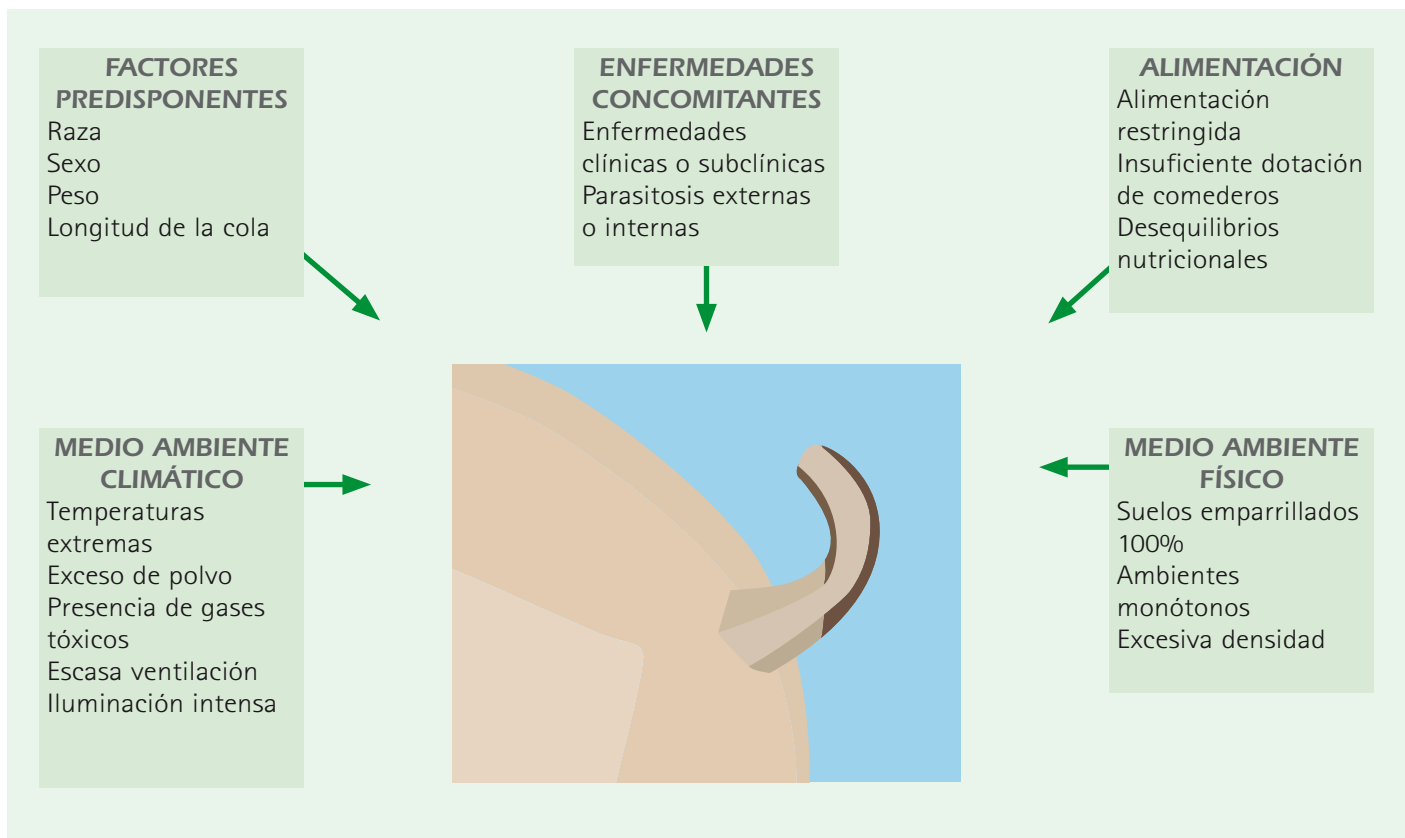 FACTORES
PREDISPONENTES
Raza
Sexo
Peso
Longitud de la cola
ENFERMEDADES
CONCOMITANTES
Enfermedades
clínicas o subclínicas
Parasitosis externas
o internas
ALIMENTACIÓN
Alimentación
restringida
Insuficiente dotación
de comederos
Desequilibrios
nutricionales
MEDIO AMBIENTE
CLIMÁTICO
Temperaturas
extremas
Exceso de polvo
Presencia de gases
tóxicos
Escasa ventilación
Iluminación intensa
MEDIO AMBIENTE
FÍSICO
Suelos emparrillados
100%
Ambientes
monótonos
Excesiva densidad